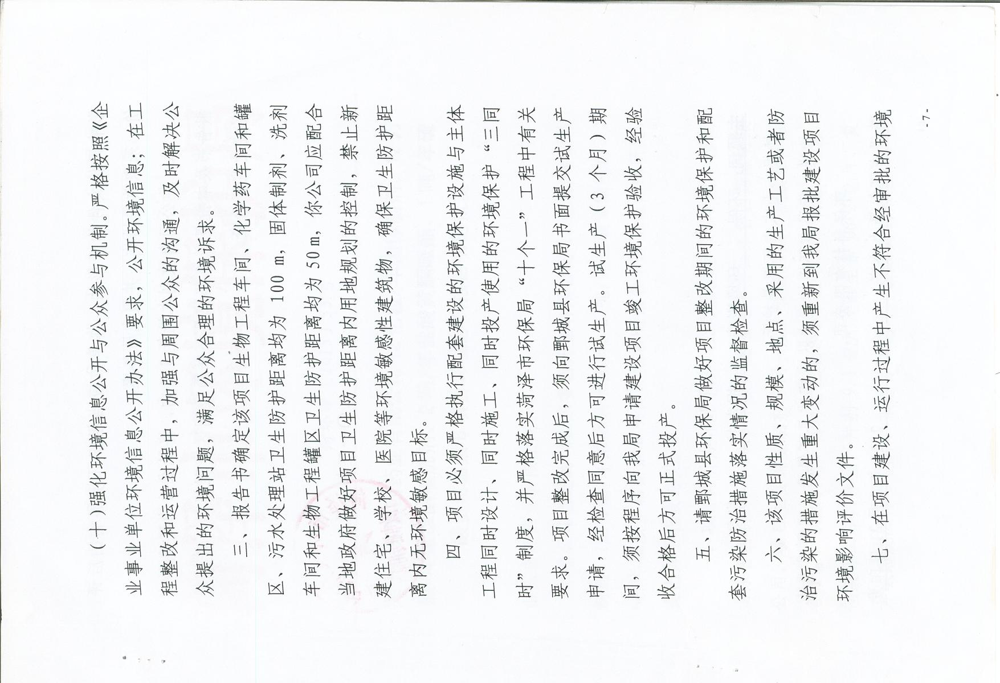 （十）强化环境信息公开与公众参与机制。严格按照《企
业事业单位环境信息公开办法》要求，公开环境信息；在工
程整改和运营过程中，加强与周围公众的沟通，及时解决公
众提出的环境问题，满足公众合理的环境诉求。
三、报告书确定该项目生物工程车间、化学药车间和罐
区、污水处理站卫生防护距离均为 100 m，固体制剂、洗剂
车间和生物工程罐区卫生防护距离均为 50m，你公司应配合
当地政府做好项目卫生防护距离内用地规划的控制，禁止新
建住宅、学校、医院等环境敏感性建筑物，确保卫生防护距
离内无环境敏感目标。
四、项目必须严格执行配套建设的环境保护设施与主体
工程同时设计、同时施工、同时投产使用的环境保护“三同
时”制度，并严格落实菏泽市环保局“十个一”工程中有关
要求。项目整改完成后，须向鄄城县环保局书面提交试生产
申请，经检查同意后方可进行试生产。试生产（3 个月）期
间，须按程序向我局申请建设项目竣工环境保护验收，经验
收合格后方可正式投产。
五、请鄄城县环保局做好项目整改期间的环境保护和配
套污染防治措施落实情况的监督检查。
六、该项目性质、规模、地点、采用的生产工艺或者防
治污染的措施发生重大变动的，须重新到我局报批建设项目
环境影响评价文件。
七、在项目建设、运行过程中产生不符合经审批的环境
- 7 -